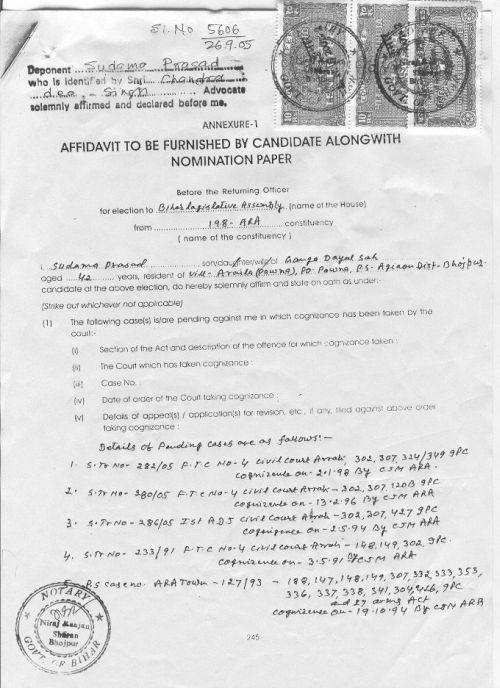 Sl. No 5606
26.9.05
Deponent Sudama Prasad
who is identified by Shri Chandra
deo - Singh Advocate
solemnly affirmed and declared before me.
ANNEXURE-1
AFFIDAVIT TO BE FURNISHED BY CANDIDATE ALONGWITH
NOMINATION PAPER
Before the Returning Officer
for election to Bihar Legislative Assembly (name of the House)
from 198- ARA constituency
( name of the constituency )
I, Sudama Prasad son/daughter/wife of Ganga Dayal Sah
aged 42 years, resident of Vill- (Pawna), PO- Pawna, P.S- Agiaon Dist- Bhojpur
candidate at the above election, do hereby solemnly affirm and state on oath as under:-
(Strike out whichever not applicable)
(1) The following case(s) is/are pending against me in which cognizance has been taken by the
court:-
(i) Section of the Act and description of the offence for which cognizance taken :
(ii) The Court which has taken cognizance :
(iii) Case No. :
(iv) Date of order of the Court taking cognizance :
(v) Details of appeal(s) / application(s) for revision, etc., if any, filed against above order
taking cognizance :
Details of Pending cases are as follows:-
1. S.Tr No- 282/05 F.T.C No-4 Civil Court Arrah, 302, 307, 324/349 IPC
cognizance on- 2.1.98 By CJM ARA.
2. S.Tr No- 380/05 F.T.C No-4 Civil Court Arrah- 302, 307, 120B IPC
cognizance on- 13.2.96 By CJM ARA
3. S.Tr No- 286/05 Ist ADJ Civil Court Arrah- 302, 307, 427 IPC
cognizance on- 2.5.94 By CJM ARA
4. S.Tr No- 233/91 F.T.C No-4 Civil Court Arrah- 148, 149, 302 IPC.
cognizance on- 3.5.91 By CJM ARA
5. P.S case no. ARA Town - 127/93 - 188, 147, 148, 149, 307, 332, 333, 353,
336, 337, 338, 341, 304, 426, IPC
and 27 arms Act
cognizance on- 19.10.94 By CJM ARA
NOTARY
Niraj Ranjan
Sharan
Bhojpur
GOVT. OF BIHAR
245